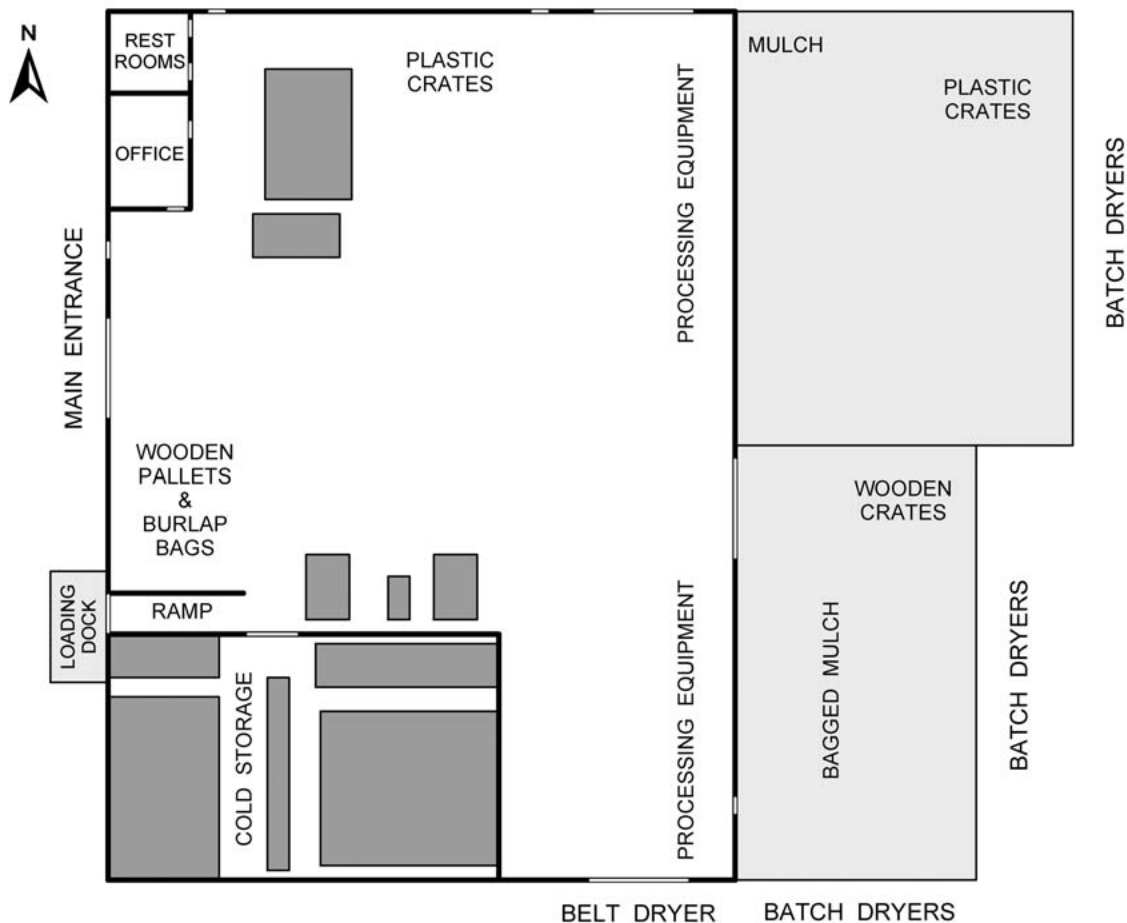 N
REST
ROOMS
PLASTIC
CRATES
MULCH
PLASTIC
CRATES
OFFICE
PROCESSING EQUIPMENT
BATCH DRYERS
MAIN ENTRANCE
WOODEN
PALLETS
&
BURLAP
BAGS
WOODEN
CRATES
LOADING
DOCK
RAMP
COLD STORAGE
PROCESSING EQUIPMENT
BAGGED MULCH
BATCH DRYERS
BELT DRYER
BATCH DRYERS